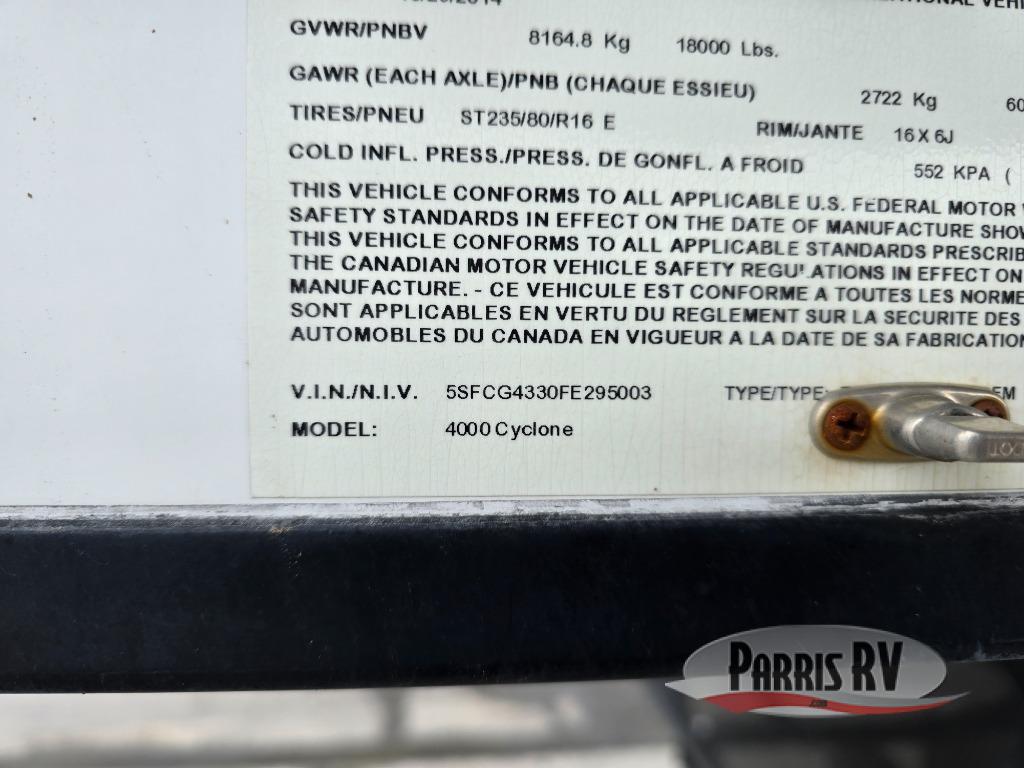 GVWR/PNBV 8164.8 Kg 18000 Lbs.
GAWR (EACH AXLE)/PNB (CHAQUE ESSIEU) 2722 Kg 60
TIRES/PNEU ST235/80/R16 E RIM/JANTE 16 X 6J
COLD INFL. PRESS./PRESS. DE GONFL. A FROID 552 KPA (
THIS VEHICLE CONFORMS TO ALL APPLICABLE U.S. FEDERAL MOTOR
SAFETY STANDARDS IN EFFECT ON THE DATE OF MANUFACTURE SHOW
THIS VEHICLE CONFORMS TO ALL APPLICABLE STANDARDS PRESCRIB
THE CANADIAN MOTOR VEHICLE SAFETY REGULATIONS IN EFFECT ON
MANUFACTURE. - CE VEHICULE EST CONFORME A TOUTES LES NORME
SONT APPLICABLES EN VERTU DU REGLEMENT SUR LA SECURITE DES
AUTOMOBILES DU CANADA EN VIGUEUR A LA DATE DE SA FABRICATION
V.I.N./N.I.V. 5SFCG4330FE295003 TYPE/TYPE:
MODEL: 4000 Cyclone
PARRIS RV
.com